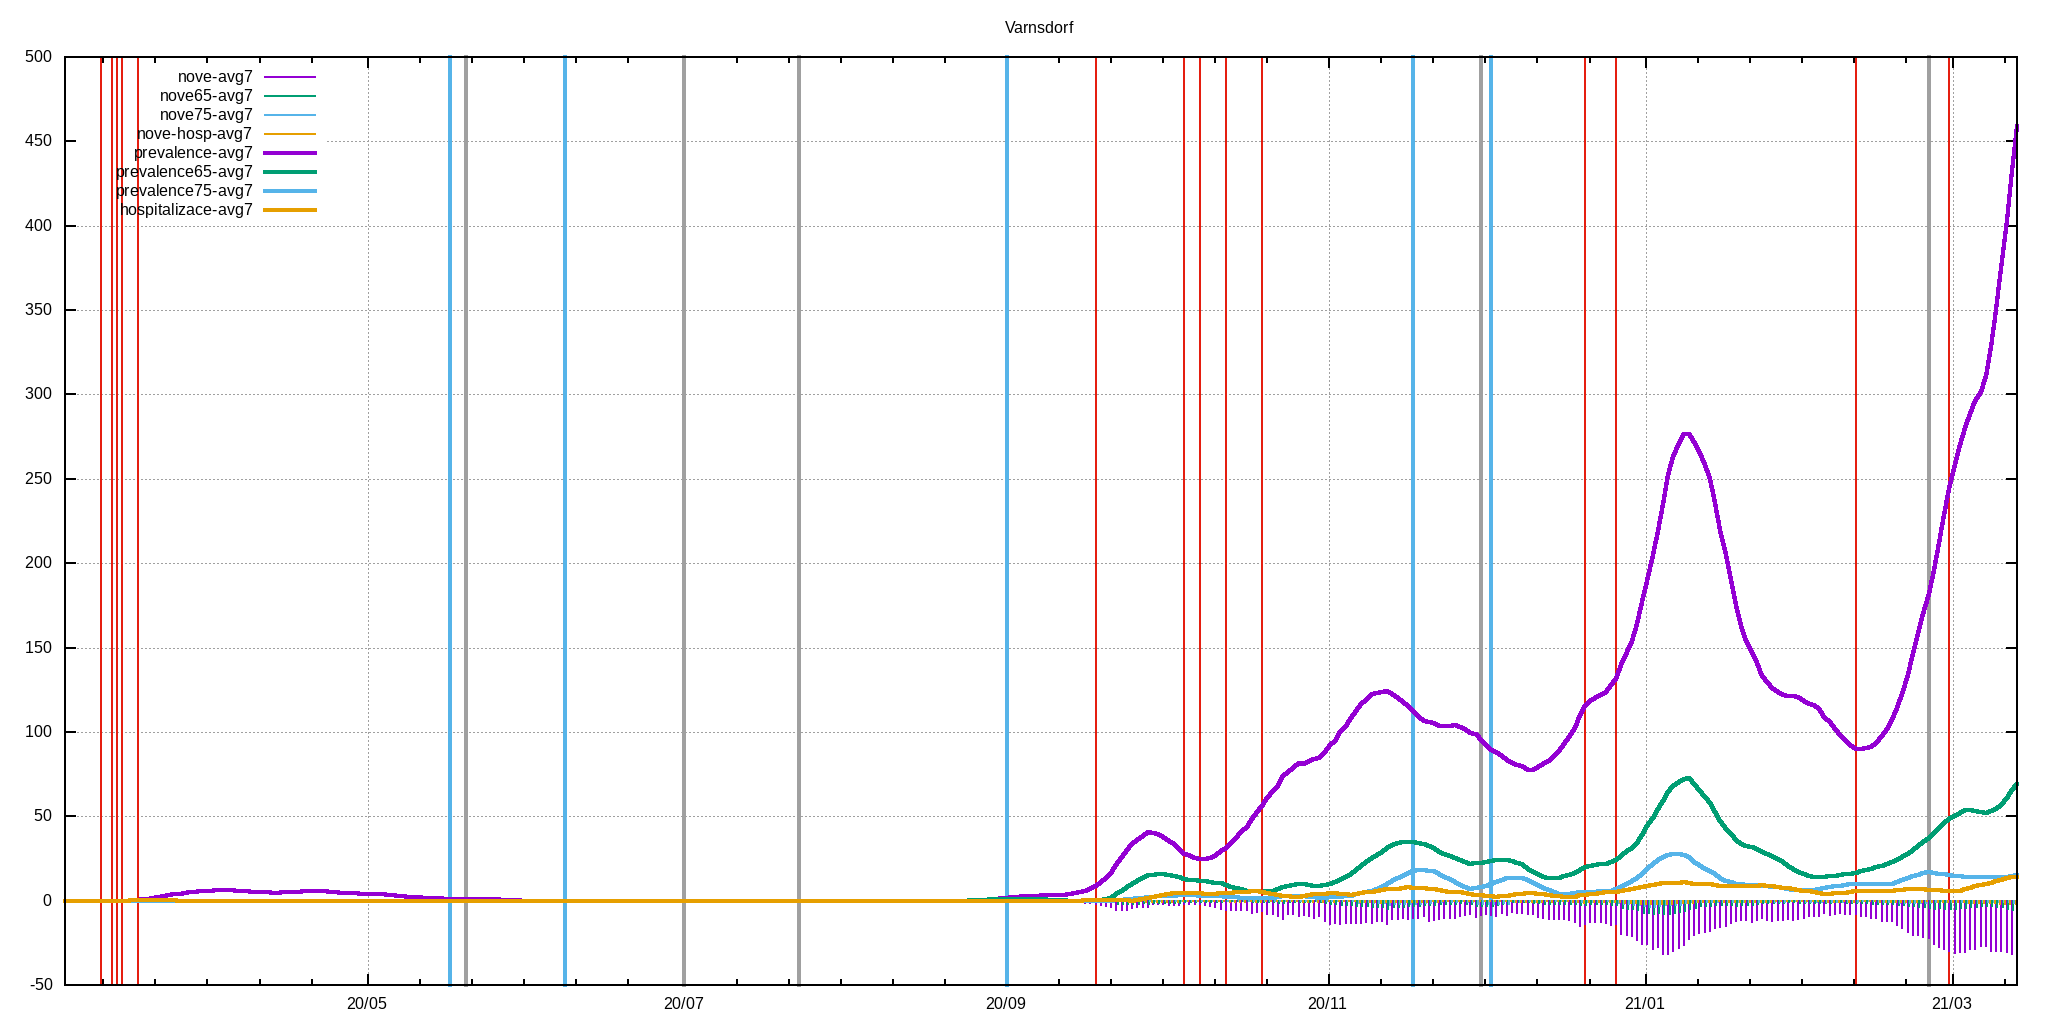 Varnsdorf
500
nove-avg7
nove65-avg7
nove75-avg7
nove-hosp-avg7
prevalence-avg7
prevalence65-avg7
prevalence75-avg7
hospitalizace-avg7
450
400
350
300
250
200
150
100
50
0
-50
20/05
20/07
20/09
20/11
21/01
21/03